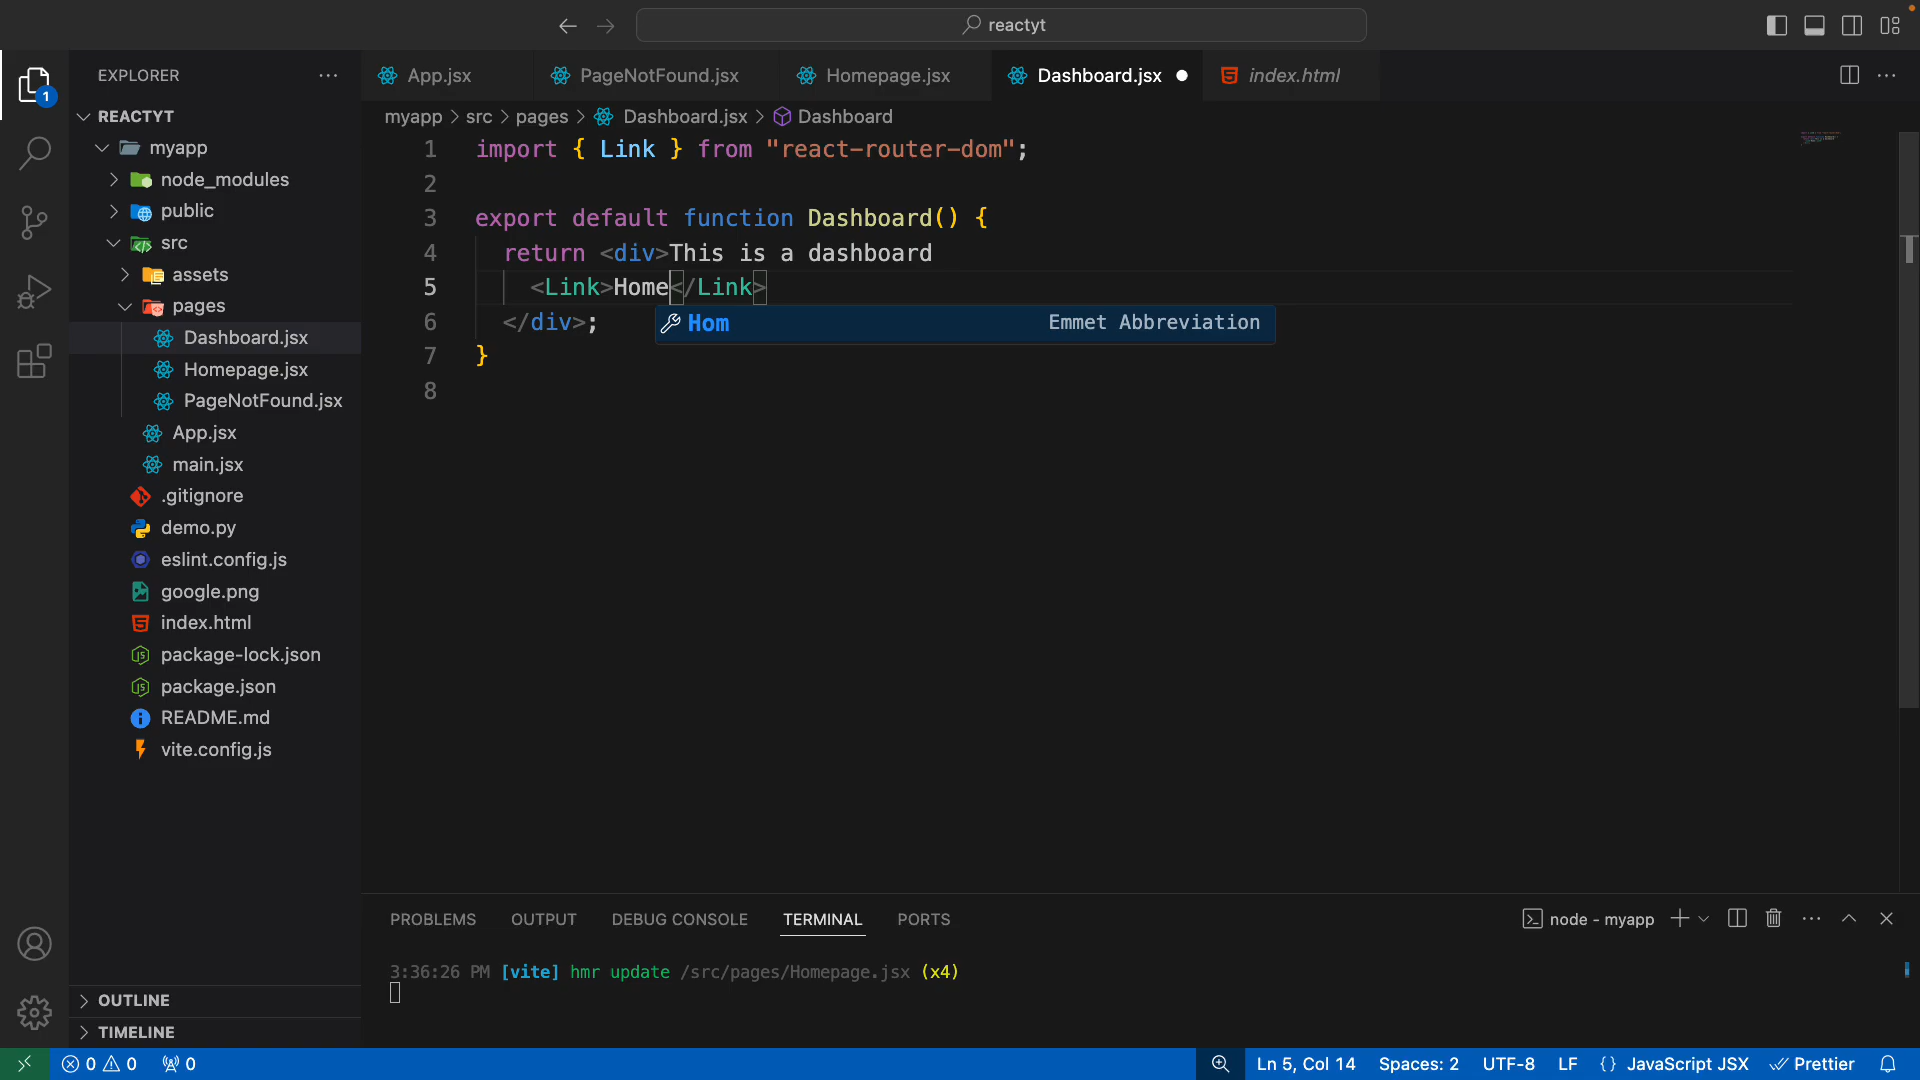 reactyt
EXPLORER
App.jsx
PageNotFound.jsx
Homepage.jsx
Dashboard.jsx
index.html
myapp > src > pages > Dashboard.jsx > Dashboard
1
REACTYT
myapp
node_modules
public
src
assets
pages
Dashboard.jsx
Homepage.jsx
PageNotFound.jsx
App.jsx
main.jsx
.gitignore
demo.py
eslint.config.js
google.png
index.html
package-lock.json
package.json
README.md
vite.config.js
OUTLINE
TIMELINE
1 import { Link } from "react-router-dom";
2
3 export default function Dashboard() {
4 return <div>This is a dashboard
5 <Link>Home</Link>
6 </div>;
7 }
8
Hom Emmet Abbreviation
PROBLEMS OUTPUT DEBUG CONSOLE TERMINAL PORTS
node - myapp
3:36:26 PM [vite] hmr update /src/pages/Homepage.jsx (x4)
0 0 0
Ln 5, Col 14 Spaces: 2 UTF-8 LF {} JavaScript JSX Prettier